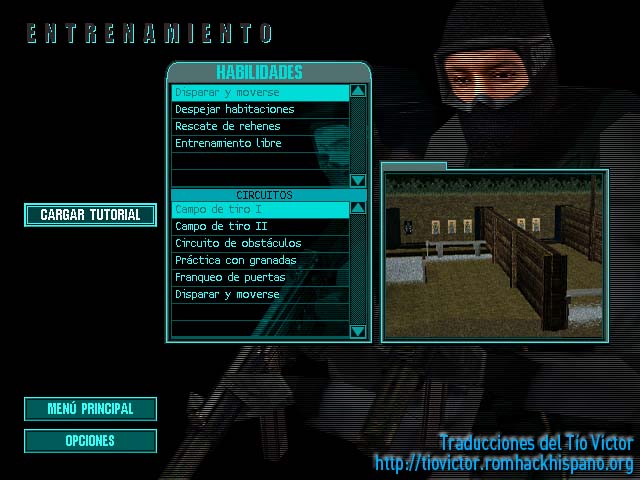 ENTRENAMIENTO
HABILIDADES
Disparar y moverse
Despejar habitaciones
Rescate de rehenes
Entrenamiento libre
CIRCUITOS
Campo de tiro I
Campo de tiro II
Circuito de obstáculos
Práctica con granadas
Franqueo de puertas
Disparar y moverse
CARGAR TUTORIAL
MENÚ PRINCIPAL
OPCIONES
Traducciones del Tío Víctor
http://tiovictor.romhackhispano.org